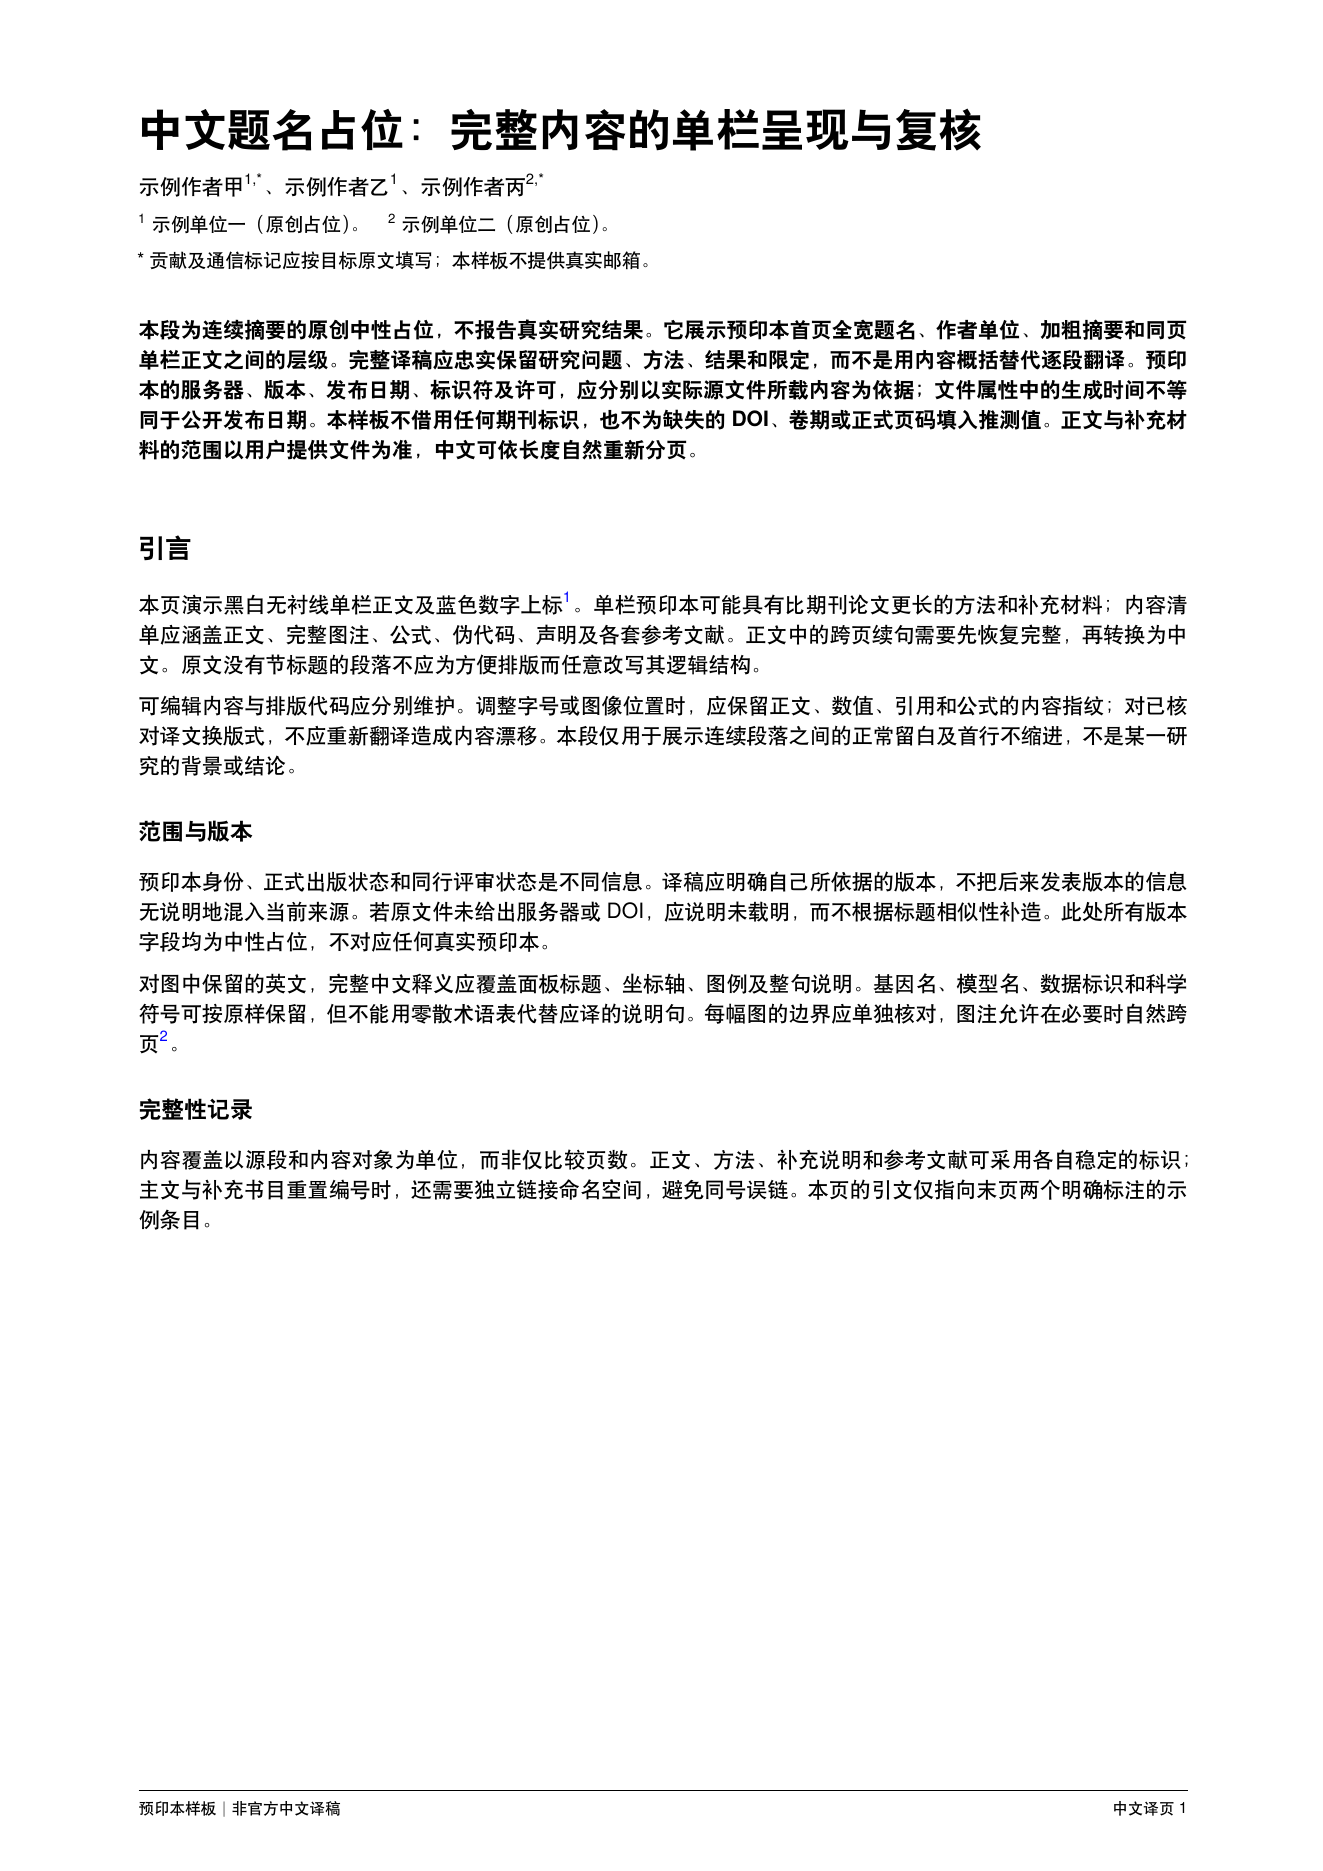 中文题名占位：完整内容的单栏呈现与复核
示例作者甲1,*、示例作者乙1、示例作者丙2,*
1 示例单位一（原创占位）。 2 示例单位二（原创占位）。
* 贡献及通信标记应按目标原文填写；本样板不提供真实邮箱。
本段为连续摘要的原创中性占位，不报告真实研究结果。它展示预印本首页全宽题名、作者单位、加粗摘要和同页
单栏正文之间的层级。完整译稿应忠实保留研究问题、方法、结果和限定，而不是用内容概括替代逐段翻译。预印
本的服务器、版本、发布日期、标识符及许可，应分别以实际源文件所载内容为依据；文件属性中的生成时间不等
同于公开发布日期。本样板不借用任何期刊标识，也不为缺失的 DOI、卷期或正式页码填入推测值。正文与补充材
料的范围以用户提供文件为准，中文可依长度自然重新分页。
引言
本页演示黑白无衬线单栏正文及蓝色数字上标1。单栏预印本可能具有比期刊论文更长的方法和补充材料；内容清
单应涵盖正文、完整图注、公式、伪代码、声明及各套参考文献。正文中的跨页续句需要先恢复完整，再转换为中
文。原文没有节标题的段落不应为方便排版而任意改写其逻辑结构。
可编辑内容与排版代码应分别维护。调整字号或图像位置时，应保留正文、数值、引用和公式的内容指纹；对已核
对译文换版式，不应重新翻译造成内容漂移。本段仅用于展示连续段落之间的正常留白及首行不缩进，不是某一研
究的背景或结论。
范围与版本
预印本身份、正式出版状态和同行评审状态是不同信息。译稿应明确自己所依据的版本，不把后来发表版本的信息
无说明地混入当前来源。若原文件未给出服务器或 DOI，应说明未载明，而不根据标题相似性补造。此处所有版本
字段均为中性占位，不对应任何真实预印本。
对图中保留的英文，完整中文释义应覆盖面板标题、坐标轴、图例及整句说明。基因名、模型名、数据标识和科学
符号可按原样保留，但不能用零散术语表代替应译的说明句。每幅图的边界应单独核对，图注允许在必要时自然跨
页2。
完整性记录
内容覆盖以源段和内容对象为单位，而非仅比较页数。正文、方法、补充说明和参考文献可采用各自稳定的标识；
主文与补充书目重置编号时，还需要独立链接命名空间，避免同号误链。本页的引文仅指向末页两个明确标注的示
例条目。
预印本样板｜非官方中文译稿
中文译页 1